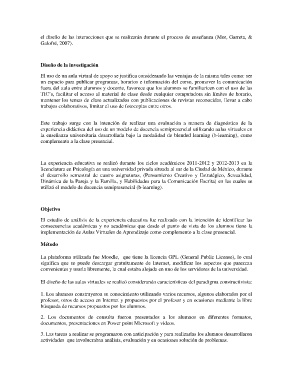 el diseño de las interacciones que se realizarán durante el proceso de enseñanza (Mer, Garreta, &
Galofré, 2007).
Diseño de la investigación
El uso de un aula virtual de apoyo se justifica considerando las ventajas de la misma tales como: ser
un espacio para publicar programas, horarios e información del curso, promover la comunicación
fuera del aula entre alumnos y docente, favorece que los alumnos se familiaricen con el uso de las
TIC's, facilitar el acceso al material de clase desde cualquier computadora sin límites de horario,
mantener los temas de clase actualizados con publicaciones de revistas reconocidas, llevar a cabo
trabajos colaborativos, limitar el uso de fotocopias entre otros.
Este trabajo surge con la intención de realizar una evaluación a manera de diagnóstico de la
experiencia didáctica del uso de un modelo de docencia semipresencial utilizando aulas virtuales en
la enseñanza universitaria desarrollada bajo la modalidad de blended learning (b-learning), como
complemento a la clase presencial.
La experiencia educativa se realizó durante los ciclos académicos 2011-2012 y 2012-2013 en la
licenciatura en Psicología en una universidad privada situada al sur de la Ciudad de México, durante
el desarrollo semestral de cuatro asignaturas, (Pensamiento Creativo y Estratégico, Sexualidad,
Dinámica de la Pareja y la Familia, y Habilidades para la Comunicación Escrita) en las cuales se
utilizó el modelo de docencia semipresencial (b-learning).
Objetivo
El estudio de análisis de la experiencia educativa fue realizado con la intención de identificar las
consecuencias académicas y no académicas que desde el punto de vista de los alumnos tiene la
implementación de Aulas Virtuales de Aprendizaje como complemento a la clase presencial.
Método
La plataforma utilizada fue Moodle, que tiene la licencia GPL (General Public License), lo cual
significa que se puede descargar gratuitamente de Internet, modificar los aspectos que parezcan
convenientes y usarla libremente, la cual estaba alojada en uno de los servidores de la universidad.
El diseño de las aulas virtuales se realizó considerando características del paradigma constructivista:
1. Los alumnos construyeron su conocimiento utilizando varios recursos, algunos elaborados por el
profesor, otros de acceso en Internet y propuestos por el profesor y en ocasiones mediante la libre
búsqueda de recursos propuestos por los alumnos.
2. Los documentos de consulta fueron presentados a los alumnos en diferentes formatos,
documentos, presentaciones en Power point Microsoft y videos.
3. Las tareas a realizar se programaron con anticipación y para realizarlas los alumnos desarrollaron
actividades que involucraban análisis, evaluación y en ocasiones solución de problemas.